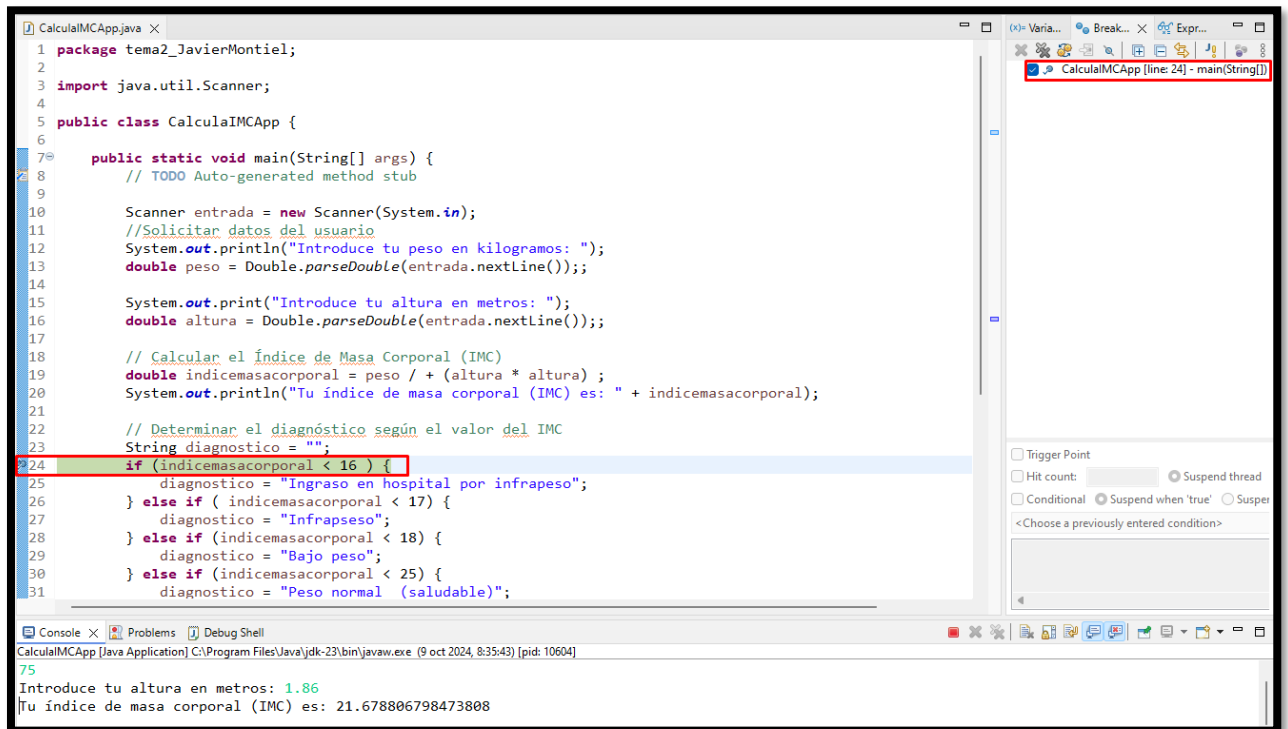 CalculaIMCApp.java
1 package tema2_JavierMontiel;
2
3 import java.util.Scanner;
4
5 public class CalculaIMCApp {
6
7 public static void main(String[] args) {
8 // TODO Auto-generated method stub
9
10 Scanner entrada = new Scanner(System.in);
11 //Solicitar datos del usuario
12 System.out.println("Introduce tu peso en kilogramos: ");
13 double peso = Double.parseDouble(entrada.nextLine());;
14
15 System.out.print("Introduce tu altura en metros: ");
16 double altura = Double.parseDouble(entrada.nextLine());;
17
18 // Calcular el Índice de Masa Corporal (IMC)
19 double indicemasacorporal = peso / + (altura * altura) ;
20 System.out.println("Tu índice de masa corporal (IMC) es: " + indicemasacorporal);
21
22 // Determinar el diagnóstico según el valor del IMC
23 String diagnostico = "";
24 if (indicemasacorporal < 16 ) {
25 diagnostico = "Ingraso en hospital por infrapeso";
26 } else if ( indicemasacorporal < 17) {
27 diagnostico = "Infrapseso";
28 } else if (indicemasacorporal < 18) {
29 diagnostico = "Bajo peso";
30 } else if (indicemasacorporal < 25) {
31 diagnostico = "Peso normal (saludable)";
(x)= Varia... Break... Expr...
CalculaIMCApp [line: 24] - main(String[])
Trigger Point
Hit count: Suspend thread
Conditional Suspend when 'true' Susper
<Choose a previously entered condition>
Console Problems Debug Shell
CalculaIMCApp [Java Application] C:\Program Files\Java\jdk-23\bin\javaw.exe (9 oct 2024, 8:35:43) [pid: 10604]
75
Introduce tu altura en metros: 1.86
Tu índice de masa corporal (IMC) es: 21.678806798473808